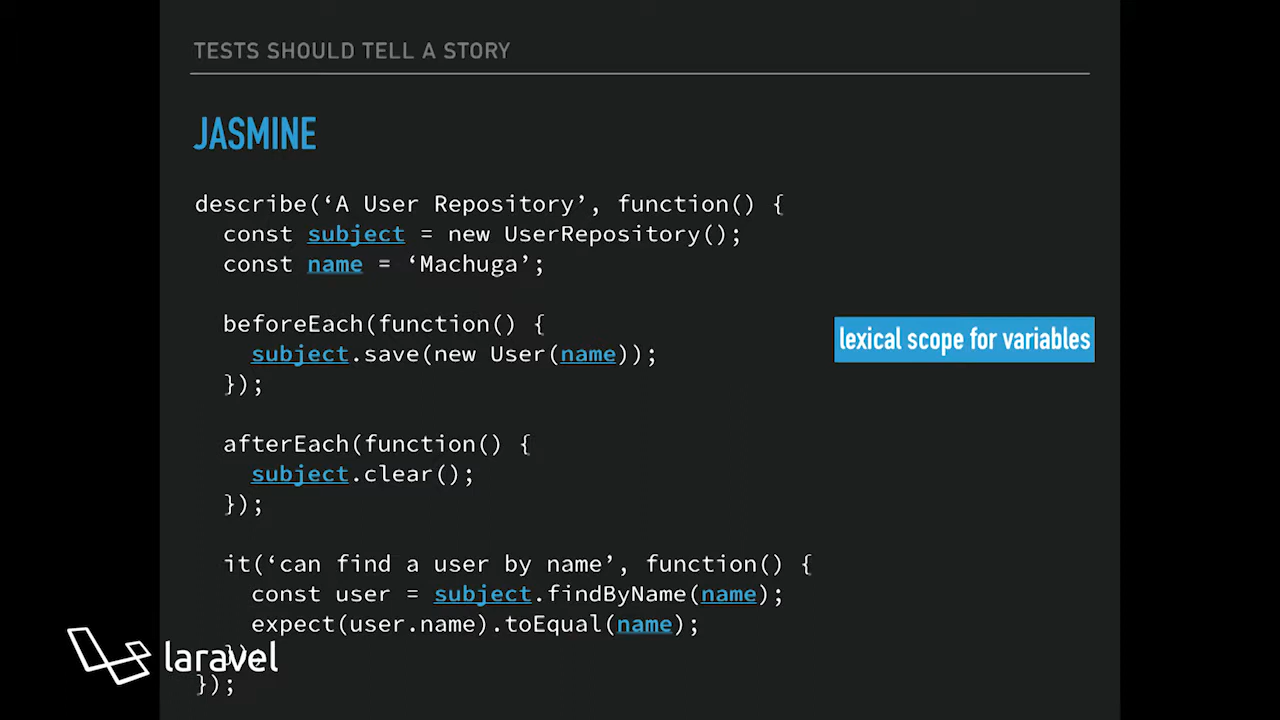 TESTS SHOULD TELL A STORY
JASMINE
describe(‘A User Repository’, function() {
const subject = new UserRepository();
const name = ‘Machuga’;
beforeEach(function() {
subject.save(new User(name));
});
lexical scope for variables
afterEach(function() {
subject.clear();
});
it(‘can find a user by name’, function() {
const user = subject.findByName(name);
expect(user.name).toEqual(name);
});
laravel
});